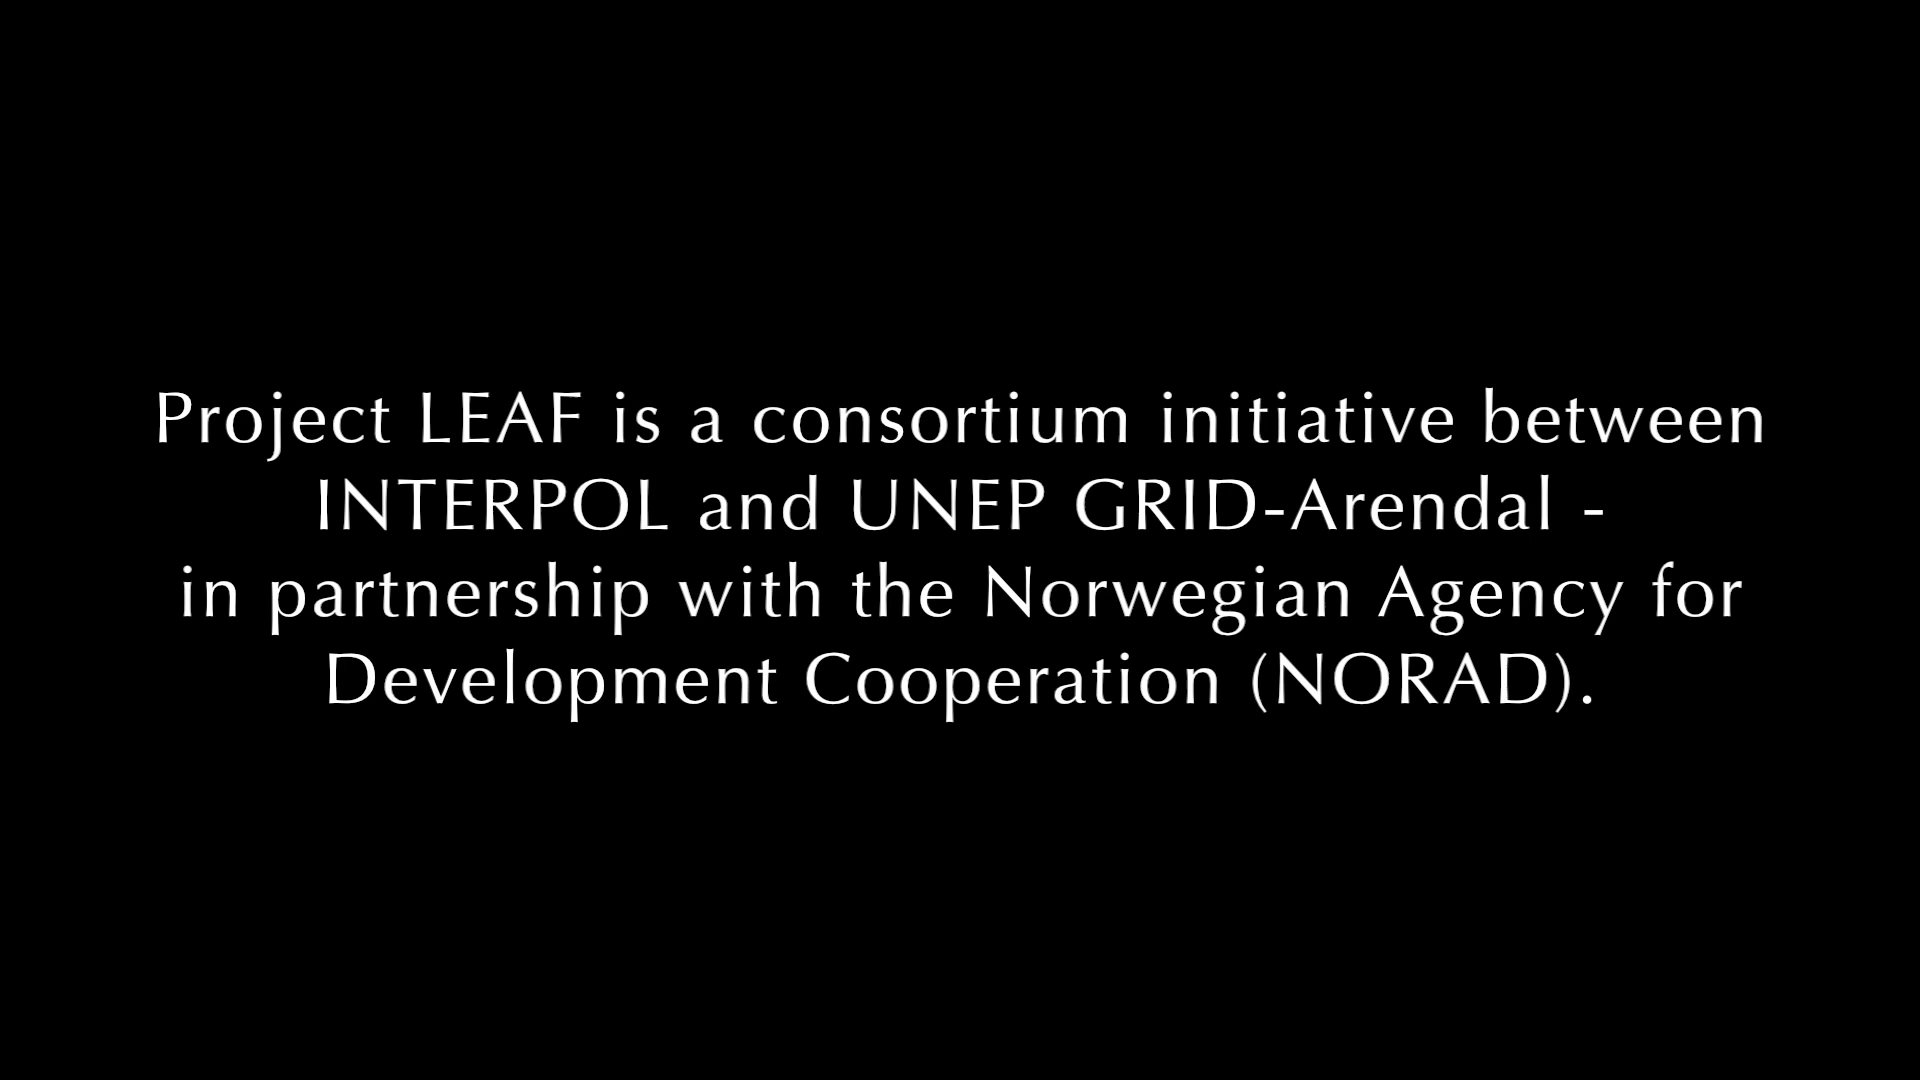 Project LEAF is a consortium initiative between
INTERPOL and UNEP GRID-Arendal -
in partnership with the Norwegian Agency for
Development Cooperation (NORAD).